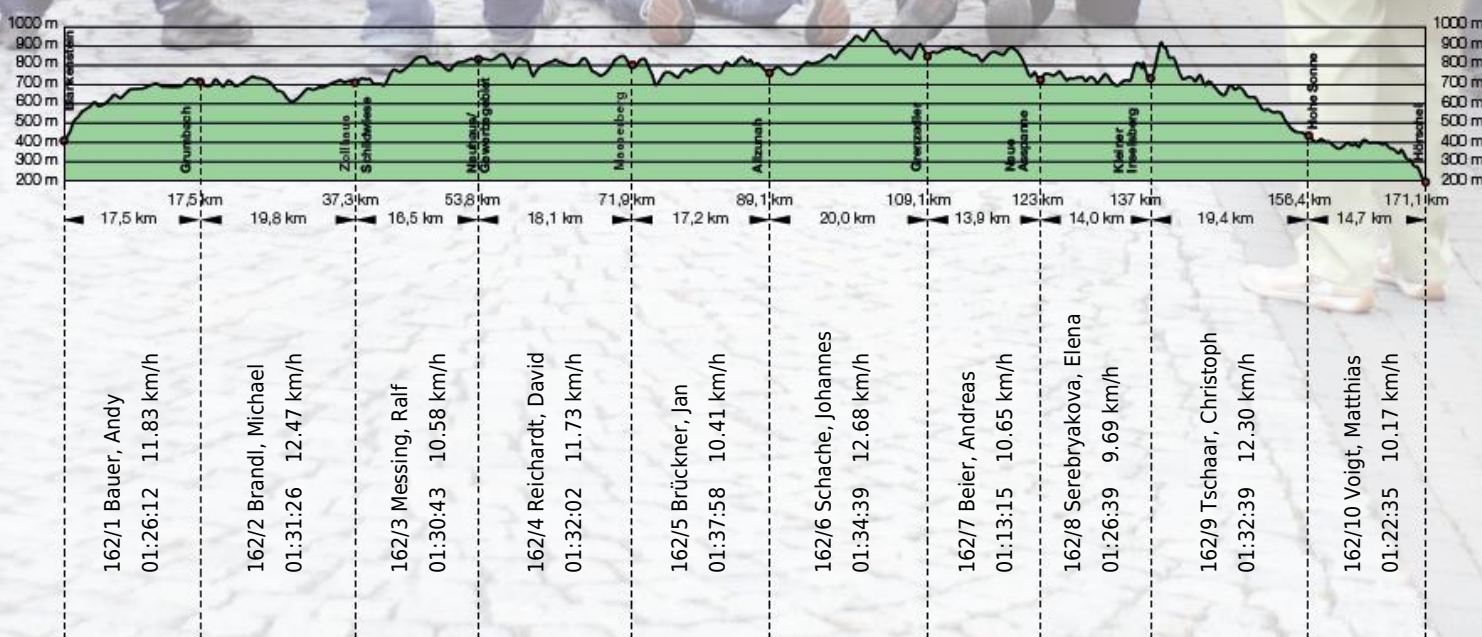 1000 m
900 m
800 m
700 m
600 m
500 m
400 m
300 m
200 m
1000 m
900 m
800 m
700 m
600 m
500 m
400 m
300 m
200 m
Blankenstein
Grumbach
Zollhaus
Schildwiese
Neuhaus/
Gewerbegebiet
Masserberg
Allzunah
Grenzadler
Neue
Ausspanne
Kleiner
Inselsberg
Hohe Sonne
Hörschel
17,5 km
37,3 km
53,8 km
71,9 km
89,1 km
109,1 km
123 km
137 km
156,4 km
171,1 km
17,5 km
19,8 km
16,5 km
18,1 km
17,2 km
20,0 km
13,9 km
14,0 km
19,4 km
14,7 km
162/1 Bauer, Andy
01:26:12 11.83 km/h
162/2 Brandl, Michael
01:31:26 12.47 km/h
162/3 Messing, Ralf
01:30:43 10.58 km/h
162/4 Reichardt, David
01:32:02 11.73 km/h
162/5 Brückner, Jan
01:37:58 10.41 km/h
162/6 Schache, Johannes
01:34:39 12.68 km/h
162/7 Beier, Andreas
01:13:15 10.65 km/h
162/8 Serebryakova, Elena
01:26:39 9.69 km/h
162/9 Tschaar, Christoph
01:32:39 12.30 km/h
162/10 Voigt, Matthias
01:22:35 10.17 km/h